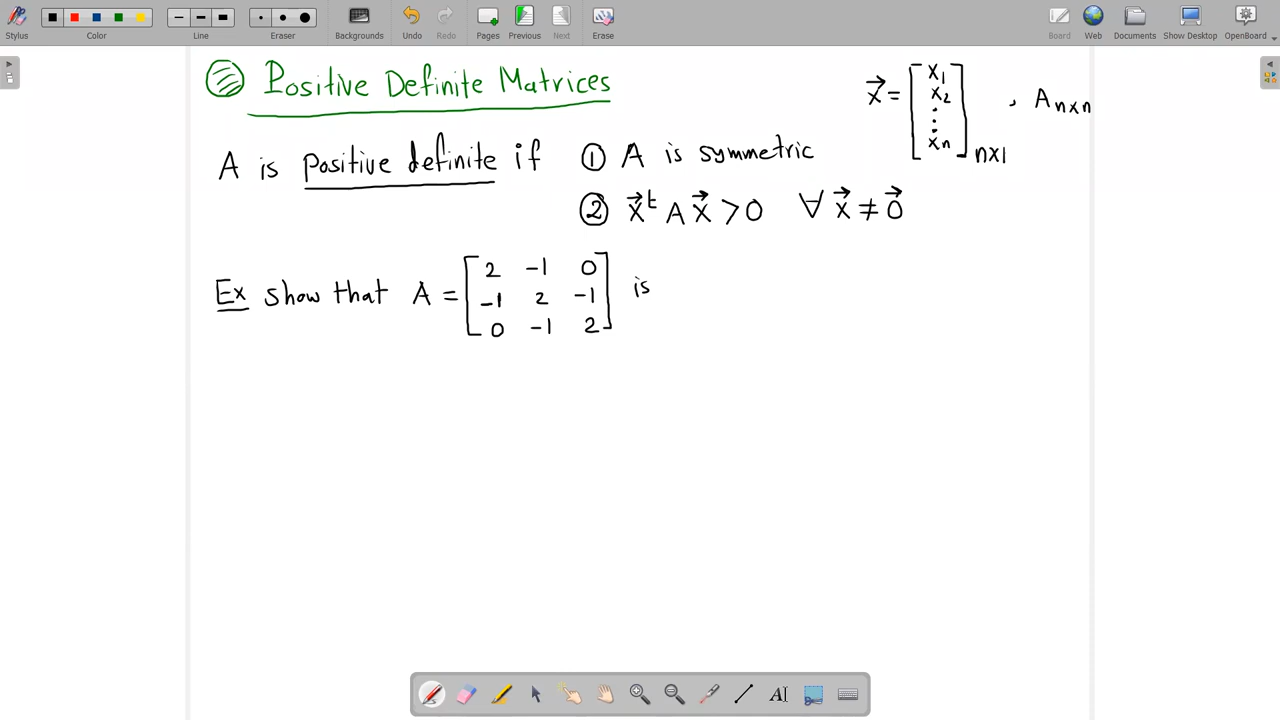 Stylus
Color
Line
Eraser
Backgrounds
Undo
Redo
Pages
Previous
Next
Erase
Board
Web
Documents
Show Desktop
OpenBoard
Positive Definite Matrices
x⃗ = [x₁ x₂ ⋮ xₙ]ₙₓ₁ , Aₙₓₙ
A is positive definite if ① A is symmetric
② x⃗ᵗ A x⃗ > 0 ∀ x⃗ ≠ 0⃗
Ex show that A = [ 2 -1 0
-1 2 -1
0 -1 2 ] is